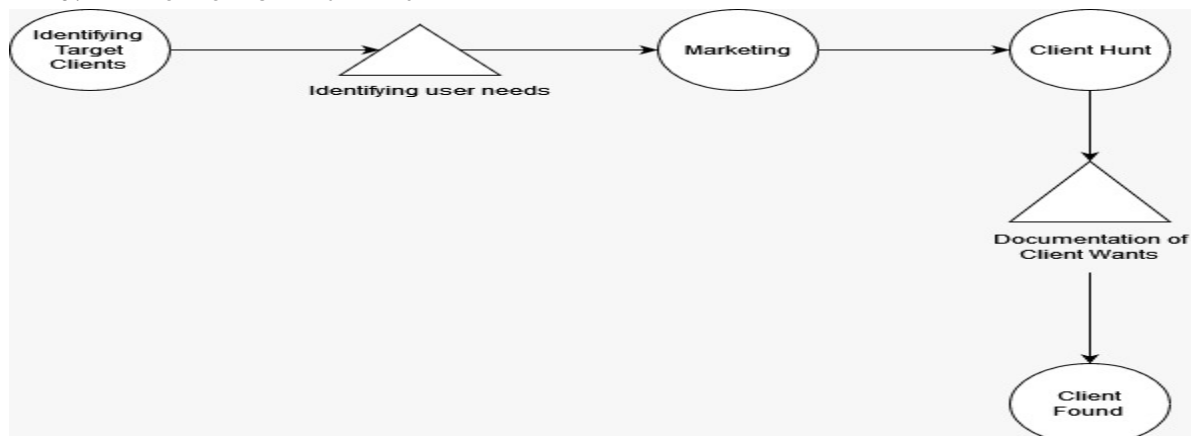 Identifying
Target
Clients
Identifying user needs
Marketing
Client Hunt
Documentation of
Client Wants
Client
Found